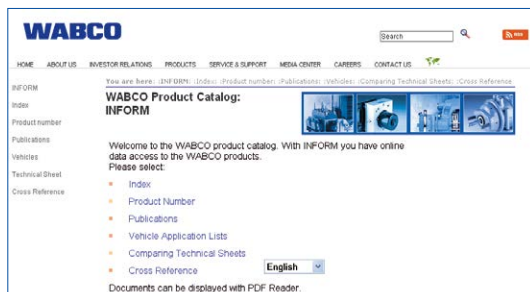 WABCO
Search
RSS
HOME ABOUT US INVESTOR RELATIONS PRODUCTS SERVICE & SUPPORT MEDIA CENTER CAREERS CONTACT US
You are here: :INFORM: :Index: :Product number: :Publications: :Vehicles: :Comparing Technical Sheets: :Cross Reference
INFORM
Index
Product number
Publications
Vehicles
Technical Sheet
Cross Reference
WABCO Product Catalog:
INFORM
Welcome to the WABCO product catalog. With INFORM you have online
data access to the WABCO products.
Please select:
Index
Product Number
Publications
Vehicle Application Lists
Comparing Technical Sheets
Cross Reference
English
Documents can be displayed with PDF Reader.